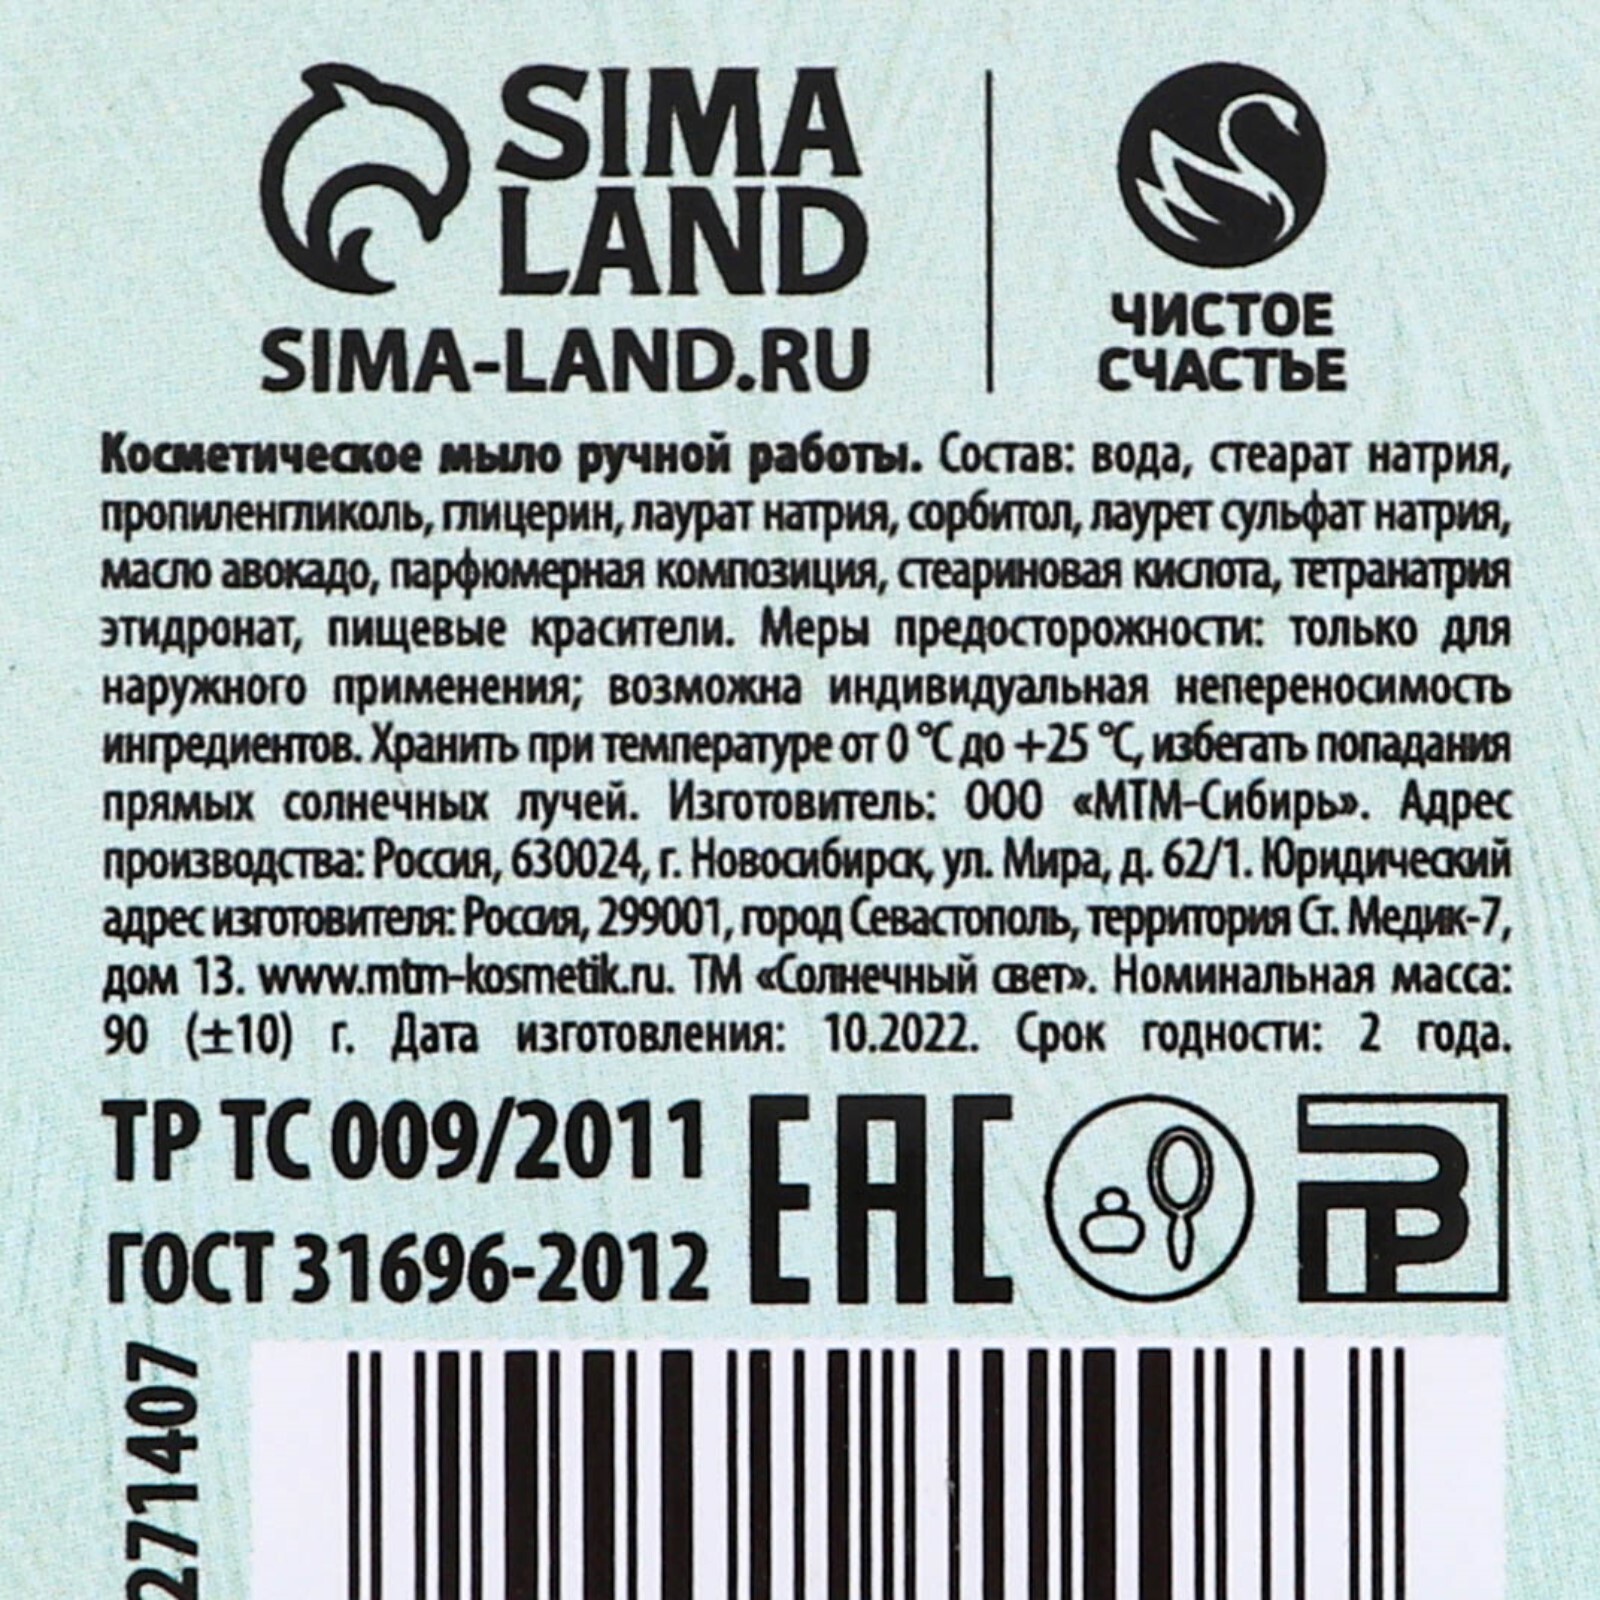 SIMA
LAND
SIMA-LAND.RU
ЧИСТОЕ
СЧАСТЬЕ
Косметическое мыло ручной работы. Состав: вода, стеарат натрия,
пропиленгликоль, глицерин, лаурат натрия, сорбитол, лаурет сульфат натрия,
масло авокадо, парфюмерная композиция, стеариновая кислота, тетранатрия
этидронат, пищевые красители. Меры предосторожности: только для
наружного применения; возможна индивидуальная непереносимость
ингредиентов. Хранить при температуре от 0 °С до +25 °С, избегать попадания
прямых солнечных лучей. Изготовитель: ООО «МТМ-Сибирь». Адрес
производства: Россия, 630024, г. Новосибирск, ул. Мира, д. 62/1. Юридический
адрес изготовителя: Россия, 299001, город Севастополь, территория Ст. Медик-7,
дом 13. www.mtm-kosmetik.ru. ТМ «Солнечный свет». Номинальная масса:
90 (±10) г. Дата изготовления: 10.2022. Срок годности: 2 года.
ТР ТС 009/2011
ГОСТ 31696-2012
ЕАС
271407